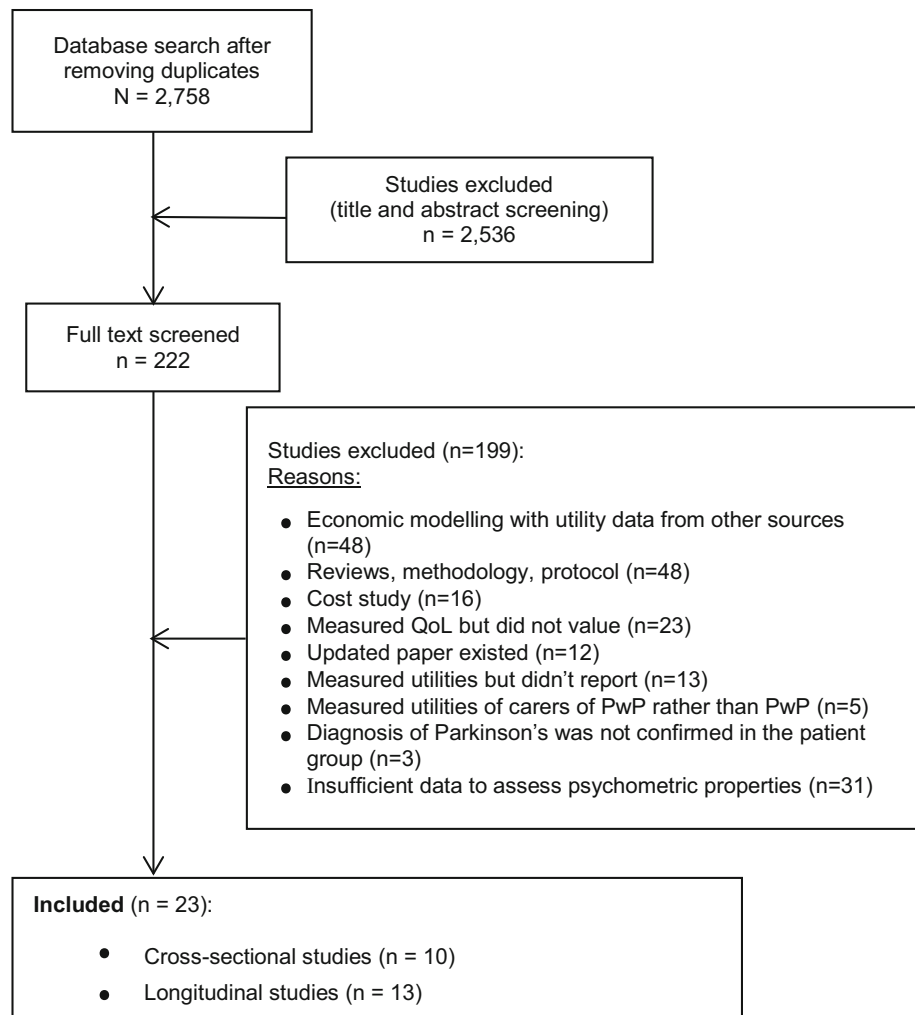 Database search after
removing duplicates
N = 2,758
Studies excluded
(title and abstract screening)
n = 2,536
Full text screened
n = 222
Studies excluded (n=199):
Reasons:
● Economic modelling with utility data from other sources
(n=48)
● Reviews, methodology, protocol (n=48)
● Cost study (n=16)
● Measured QoL but did not value (n=23)
● Updated paper existed (n=12)
● Measured utilities but didn’t report (n=13)
● Measured utilities of carers of PwP rather than PwP (n=5)
● Diagnosis of Parkinson’s was not confirmed in the patient
group (n=3)
● Insufficient data to assess psychometric properties (n=31)
Included (n = 23):
● Cross-sectional studies (n = 10)
● Longitudinal studies (n = 13)